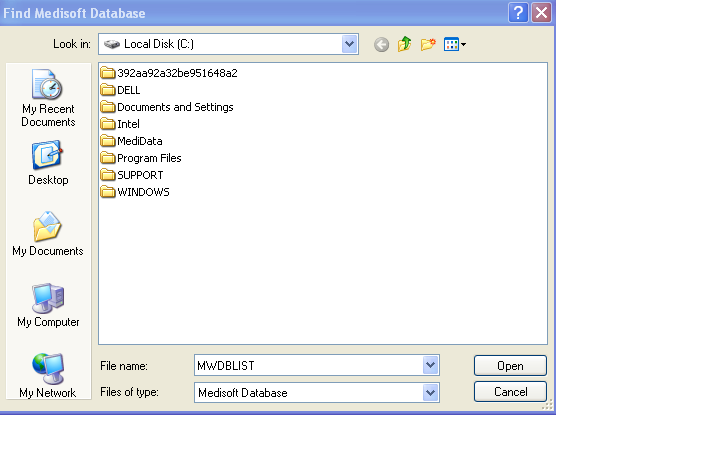 Find Medisoft Database
Look in: Local Disk (C:)
My Recent
Documents
Desktop
My Documents
My Computer
My Network
392aa92a32be951648a2
DELL
Documents and Settings
Intel
MediData
Program Files
SUPPORT
WINDOWS
File name: MWDBLIST Open
Files of type: Medisoft Database Cancel